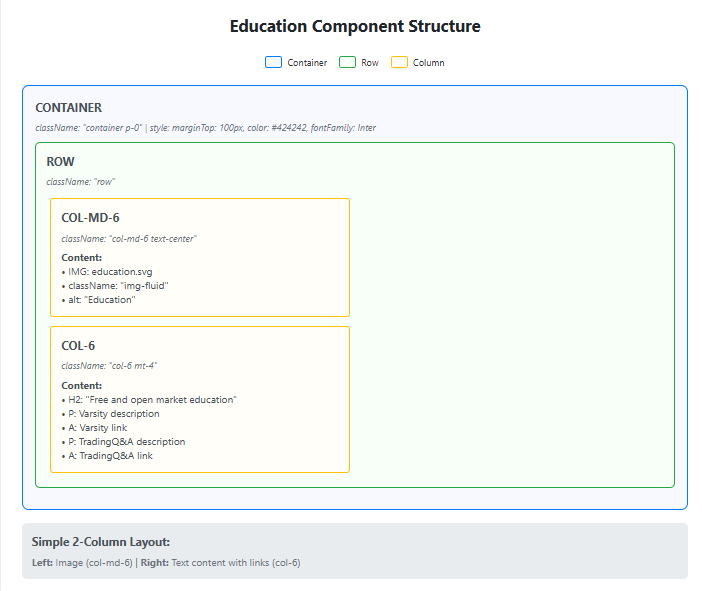 Education Component Structure
Container Row Column
CONTAINER
className: "container p-0" | style: marginTop: 100px, color: #424242, fontFamily: Inter
ROW
className: "row"
COL-MD-6
className: "col-md-6 text-center"
Content:
• IMG: education.svg
• className: "img-fluid"
• alt: "Education"
COL-6
className: "col-6 mt-4"
Content:
• H2: "Free and open market education"
• P: Varsity description
• A: Varsity link
• P: TradingQ&A description
• A: TradingQ&A link
Simple 2-Column Layout:
Left: Image (col-md-6) | Right: Text content with links (col-6)